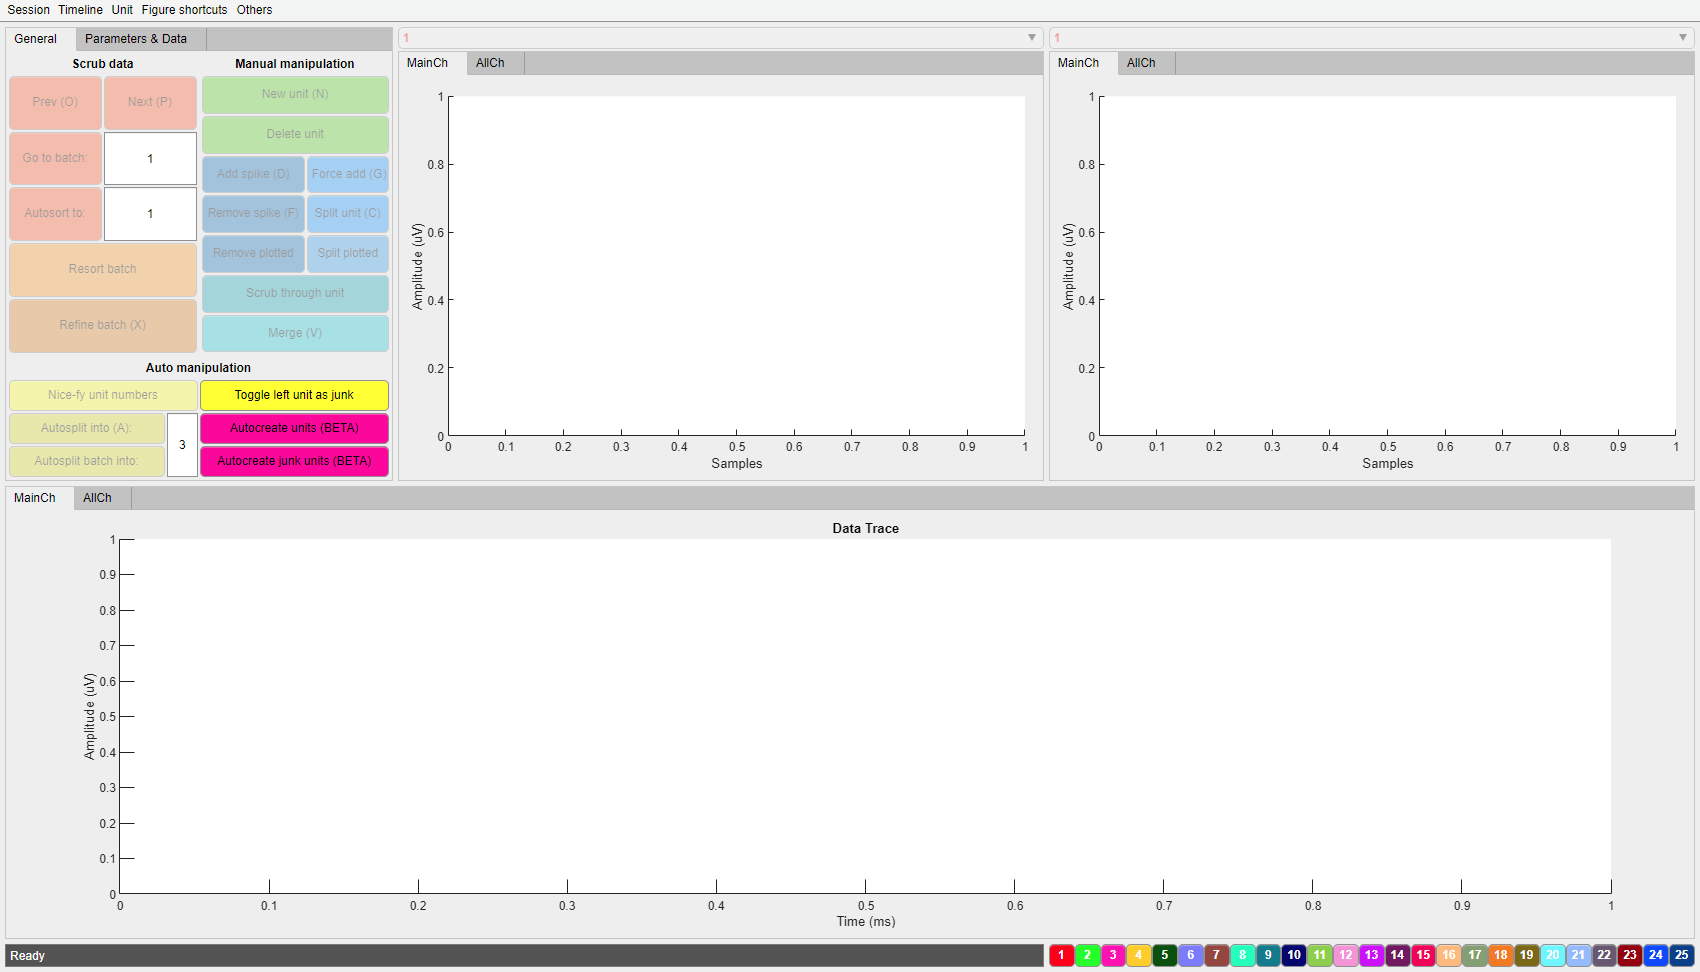 Session Timeline Unit Figure shortcuts Others
General Parameters & Data
Scrub data
Prev (O) Next (P)
Go to batch: 1
Autosort to: 1
Resort batch
Refine batch (X)
Manual manipulation
New unit (N)
Delete unit
Add spike (D) Force add (G)
Remove spike (F) Split unit (C)
Remove plotted Split plotted
Scrub through unit
Merge (V)
Auto manipulation
Nice-fy unit numbers Toggle left unit as junk
Autosplit into (A): Autocreate units (BETA)
3
Autosplit batch into: Autocreate junk units (BETA)
1
MainCh AllCh
1
0.8
0.6
0.4
0.2
0
Amplitude (uV)
0 0.1 0.2 0.3 0.4 0.5 0.6 0.7 0.8 0.9 1
Samples
1
MainCh AllCh
1
0.8
0.6
0.4
0.2
0
Amplitude (uV)
0 0.1 0.2 0.3 0.4 0.5 0.6 0.7 0.8 0.9 1
Samples
MainCh AllCh
Data Trace
1
0.9
0.8
0.7
0.6
0.5
0.4
0.3
0.2
0.1
0
Amplitude (uV)
0 0.1 0.2 0.3 0.4 0.5 0.6 0.7 0.8 0.9 1
Time (ms)
Ready
1 2 3 4 5 6 7 8 9 10 11 12 13 14 15 16 17 18 19 20 21 22 23 24 25